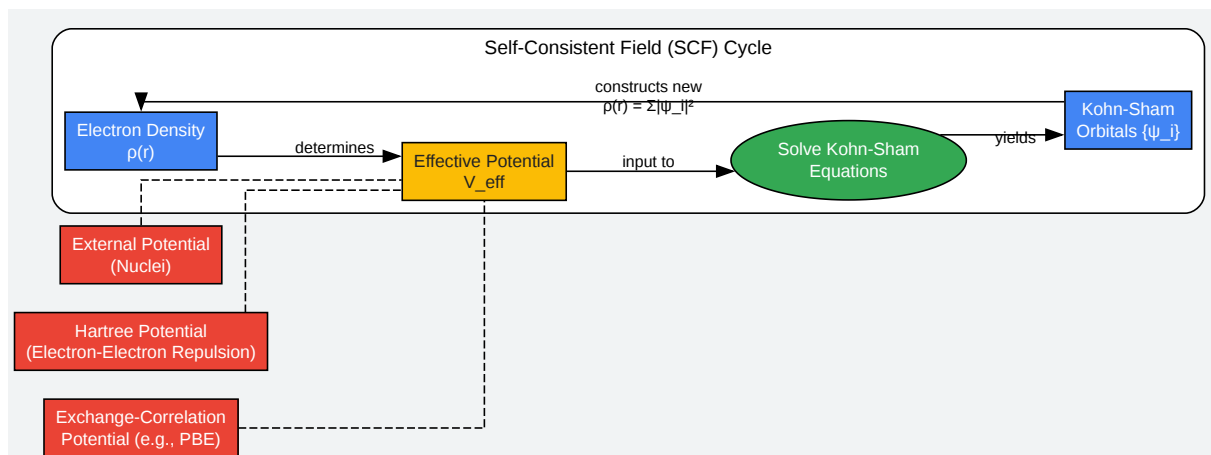 Self-Consistent Field (SCF) Cycle
constructs new
ρ(r) = Σ|ψ_i|²
Electron Density
ρ(r)
determines
Effective Potential
V_eff
input to
Solve Kohn-Sham
Equations
yields
Kohn-Sham
Orbitals {ψ_i}
External Potential
(Nuclei)
Hartree Potential
(Electron-Electron Repulsion)
Exchange-Correlation
Potential (e.g., PBE)